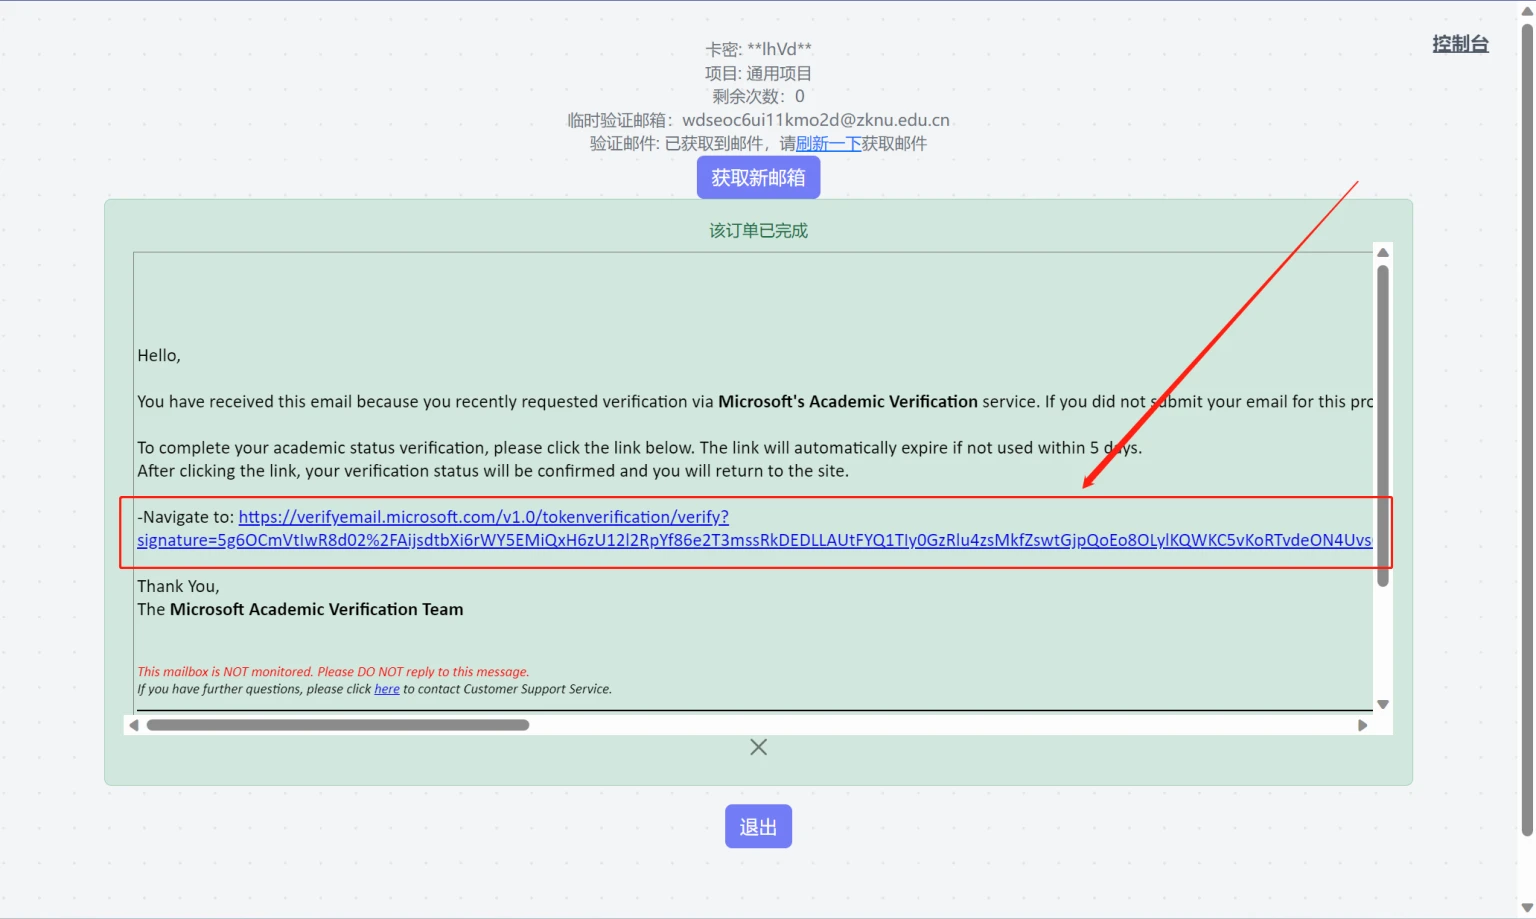 控制台
卡密: **lhVd**
项目: 通用项目
剩余次数：0
临时验证邮箱：wdseoc6ui11kmo2d@zknu.edu.cn
验证邮件: 已获取到邮件，请刷新一下获取邮件
获取新邮箱
该订单已完成
Hello,
You have received this email because you recently requested verification via Microsoft's Academic Verification service. If you did not submit your email for this pro
To complete your academic status verification, please click the link below. The link will automatically expire if not used within 5 days.
After clicking the link, your verification status will be confirmed and you will return to the site.
-Navigate to: https://verifyemail.microsoft.com/v1.0/tokenverification/verify?
signature=5g6OCmVtIwR8d02%2FAijsdtbXi6rWY5EMiQxH6zU12l2RpYf86e2T3mssRkDEDLLAUtFYQ1TIy0GzRlu4zsMkfZswtGjpQoEo8OLylKQWKC5vKoRTvdeON4Uvs
Thank You,
The Microsoft Academic Verification Team
This mailbox is NOT monitored. Please DO NOT reply to this message.
If you have further questions, please click here to contact Customer Support Service.
退出